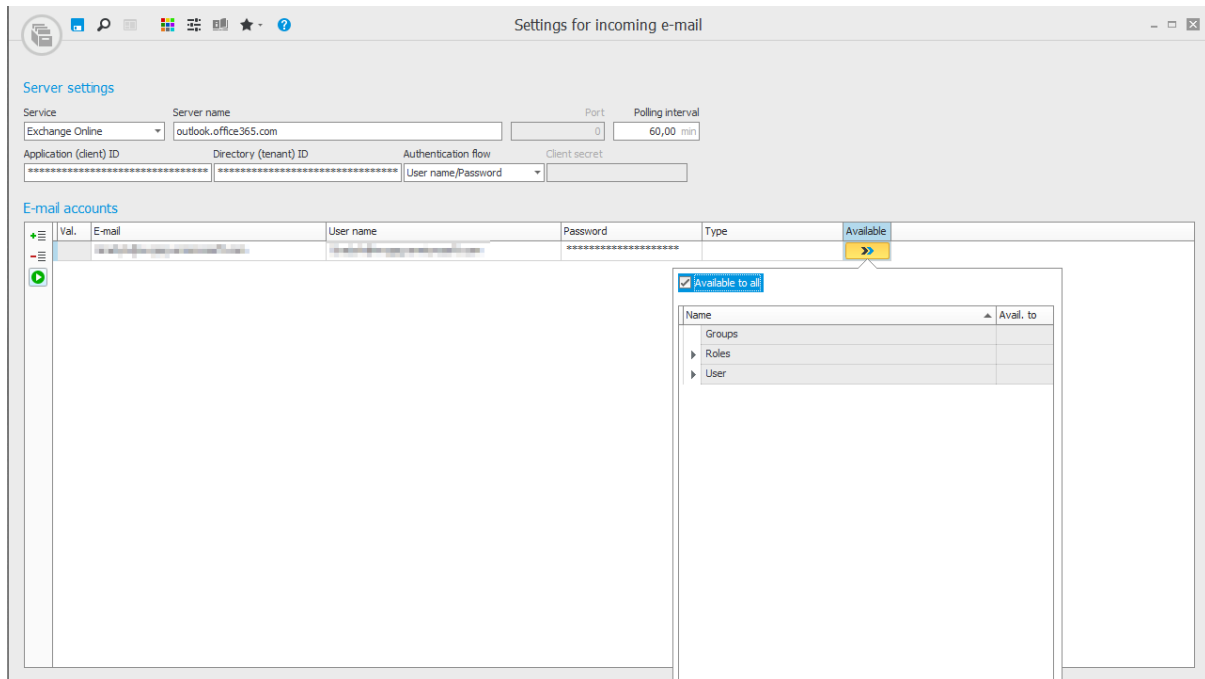 Settings for incoming e-mail
Server settings
Service Server name Port Polling interval
Exchange Online outlook.office365.com 0 60,00 min
Application (client) ID Directory (tenant) ID Authentication flow Client secret
******************************** ******************************** User name/Password
E-mail accounts
Val. E-mail User name Password Type Available
********************
Available to all
Name Avail. to
Groups
Roles
User